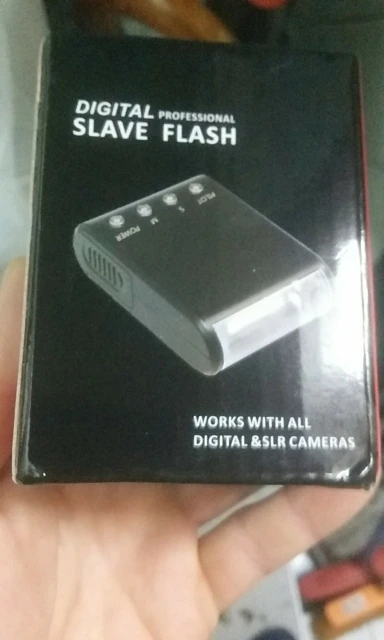 DIGITAL PROFESSIONAL
SLAVE FLASH
POWER M S PILOT
WORKS WITH ALL
DIGITAL &SLR CAMERAS